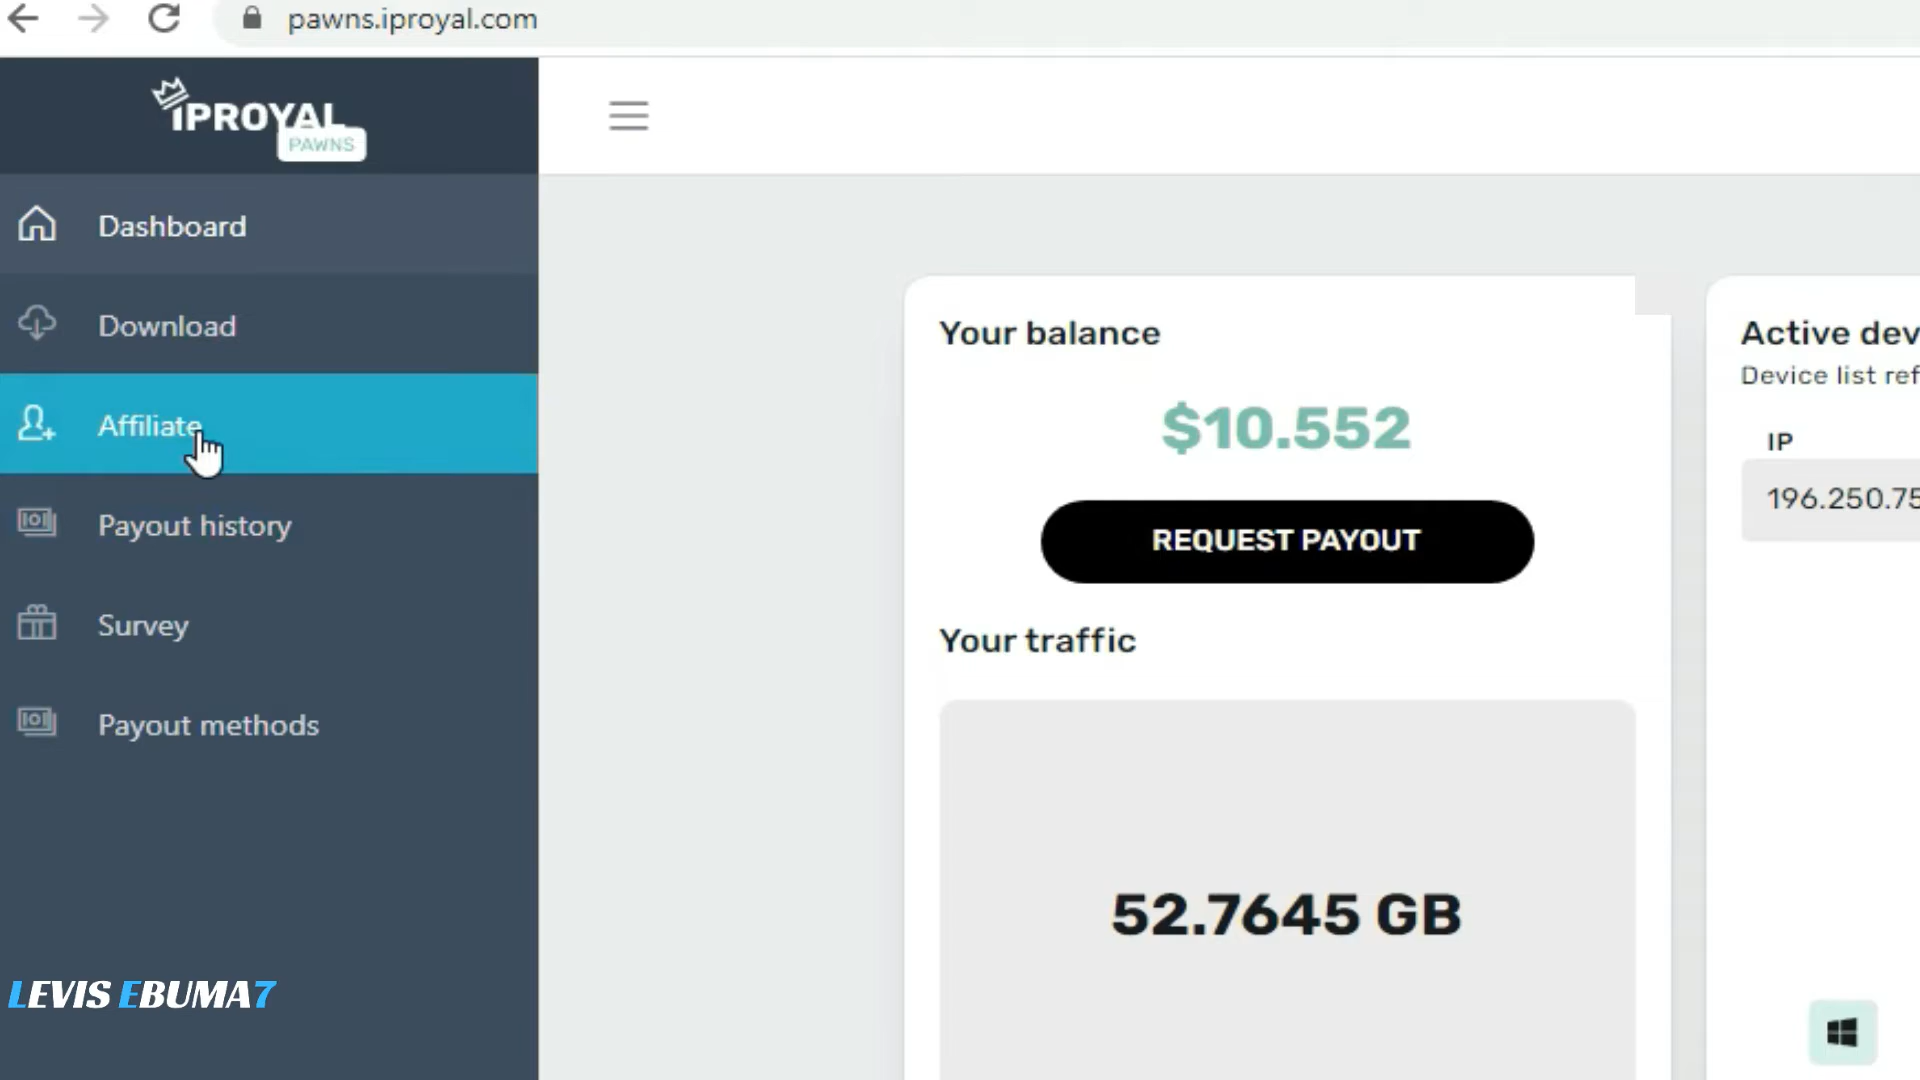 pawns.iproyal.com
IPROYAL
PAWNS
Dashboard
Download
Affiliate
Payout history
Survey
Payout methods
LEVIS EBUMA7
Your balance
$10.552
REQUEST PAYOUT
Your traffic
52.7645 GB
Active dev
Device list ref
IP
196.250.75